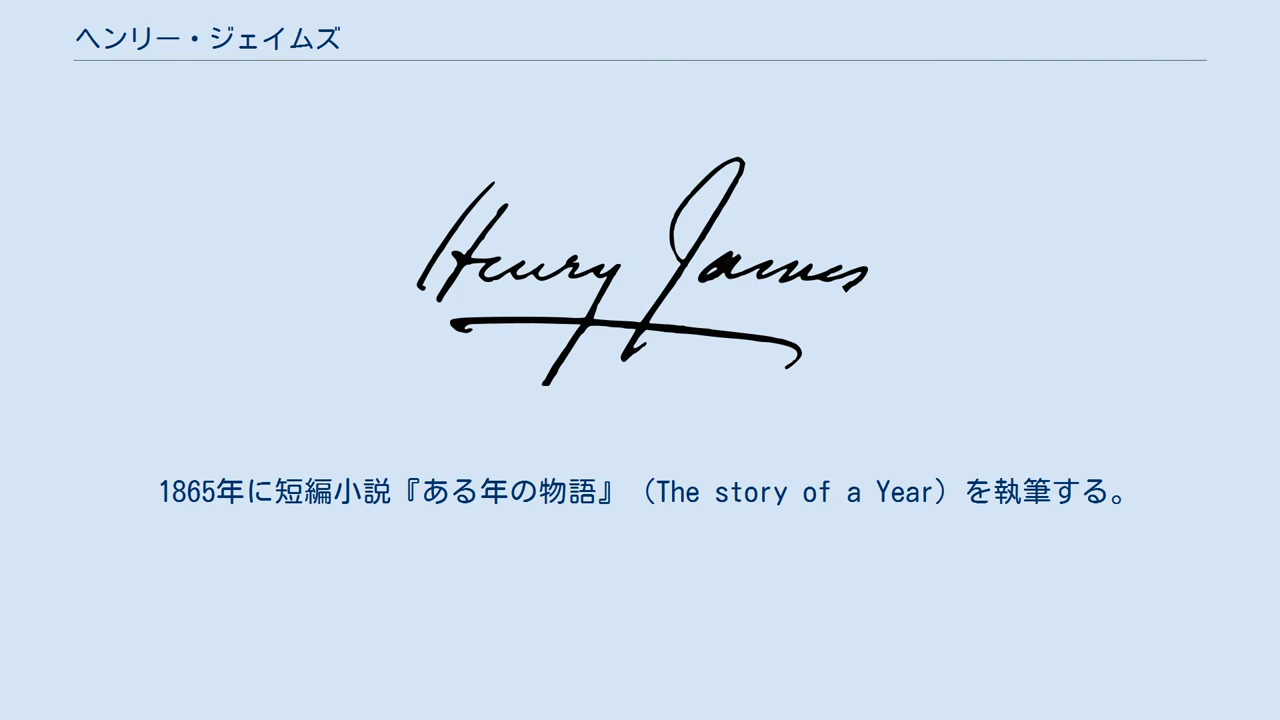 ヘンリー・ジェイムズ
Henry James
1865年に短編小説『ある年の物語』（The story of a Year）を執筆する。